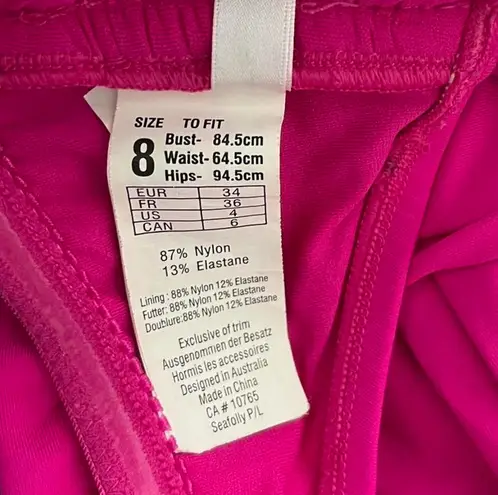 SIZE TO FIT
8 Bust- 84.5cm
Waist- 64.5cm
Hips- 94.5cm
EUR 34
FR 36
US 4
CAN 6
87% Nylon
13% Elastane
Lining : 88% Nylon 12% Elastane
Futter: 88% Nylon 12% Elastane
Doublure: 88% Nylon 12% Elastane
Exclusive of trim
Ausgenommen der Besatz
Hormis les accessoires
Designed in Australia
Made in China
CA # 10765
Seafolly P/L